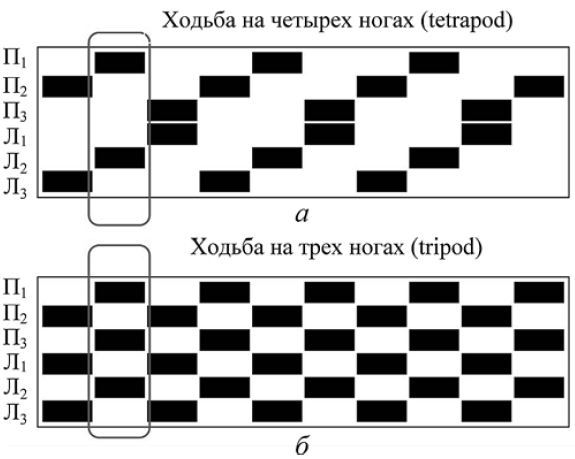 Ходьба на четырех ногах (tetrapod)
П₁
П₂
П₃
Л₁
Л₂
Л₃
а
Ходьба на трех ногах (tripod)
П₁
П₂
П₃
Л₁
Л₂
Л₃
б